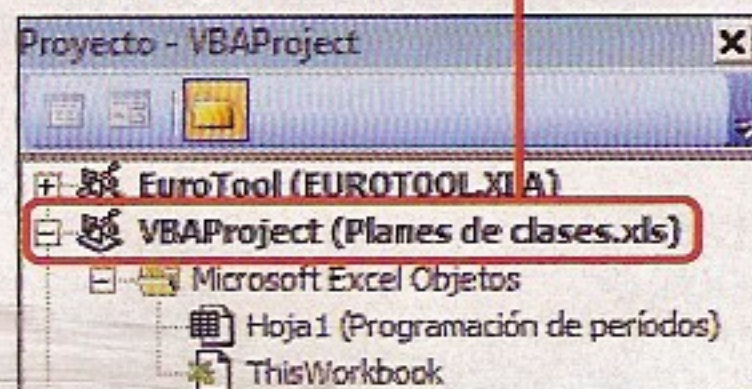 Proyecto - VBAProject
EuroTool (EUROTOOL.XLA)
VBAProject (Planes de clases.xls)
Microsoft Excel Objetos
Hoja1 (Programación de períodos)
ThisWorkbook